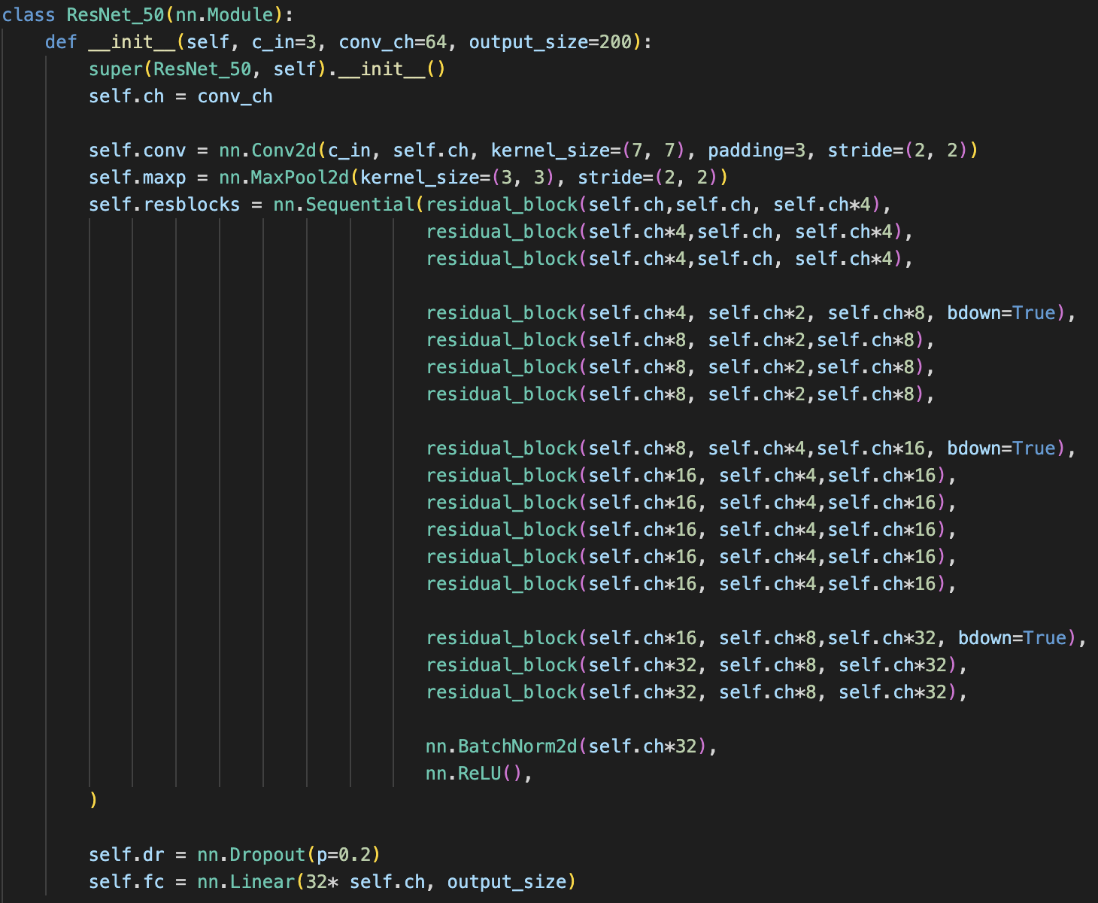 class ResNet_50(nn.Module):
    def __init__(self, c_in=3, conv_ch=64, output_size=200):
        super(ResNet_50, self).__init__()
        self.ch = conv_ch

        self.conv = nn.Conv2d(c_in, self.ch, kernel_size=(7, 7), padding=3, stride=(2, 2))
        self.maxp = nn.MaxPool2d(kernel_size=(3, 3), stride=(2, 2))
        self.resblocks = nn.Sequential(residual_block(self.ch,self.ch, self.ch*4),
                                       residual_block(self.ch*4,self.ch, self.ch*4),
                                       residual_block(self.ch*4,self.ch, self.ch*4),

                                       residual_block(self.ch*4, self.ch*2, self.ch*8, bdown=True),
                                       residual_block(self.ch*8, self.ch*2,self.ch*8),
                                       residual_block(self.ch*8, self.ch*2,self.ch*8),
                                       residual_block(self.ch*8, self.ch*2,self.ch*8),

                                       residual_block(self.ch*8, self.ch*4,self.ch*16, bdown=True),
                                       residual_block(self.ch*16, self.ch*4,self.ch*16),
                                       residual_block(self.ch*16, self.ch*4,self.ch*16),
                                       residual_block(self.ch*16, self.ch*4,self.ch*16),
                                       residual_block(self.ch*16, self.ch*4,self.ch*16),
                                       residual_block(self.ch*16, self.ch*4,self.ch*16),

                                       residual_block(self.ch*16, self.ch*8,self.ch*32, bdown=True),
                                       residual_block(self.ch*32, self.ch*8, self.ch*32),
                                       residual_block(self.ch*32, self.ch*8, self.ch*32),

                                       nn.BatchNorm2d(self.ch*32),
                                       nn.ReLU(),
        )

        self.dr = nn.Dropout(p=0.2)
        self.fc = nn.Linear(32* self.ch, output_size)